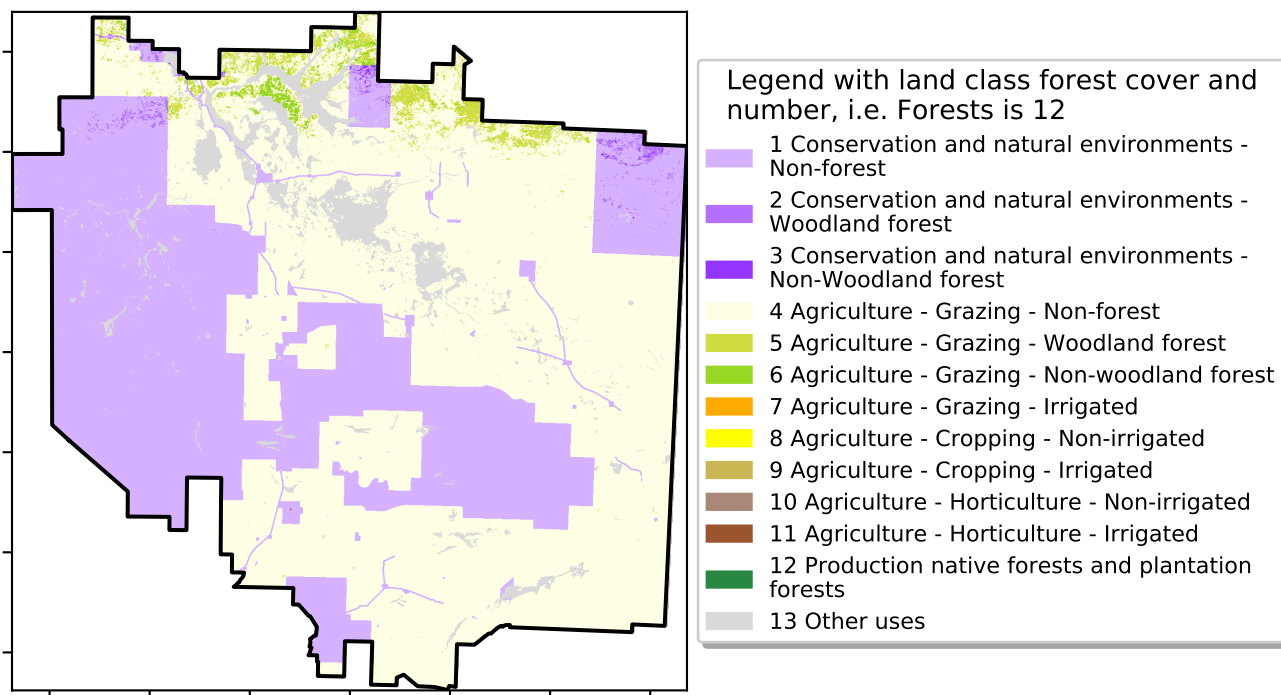 Legend with land class forest cover and
number, i.e. Forests is 12
1 Conservation and natural environments -
Non-forest
2 Conservation and natural environments -
Woodland forest
3 Conservation and natural environments -
Non-Woodland forest
4 Agriculture - Grazing - Non-forest
5 Agriculture - Grazing - Woodland forest
6 Agriculture - Grazing - Non-woodland forest
7 Agriculture - Grazing - Irrigated
8 Agriculture - Cropping - Non-irrigated
9 Agriculture - Cropping - Irrigated
10 Agriculture - Horticulture - Non-irrigated
11 Agriculture - Horticulture - Irrigated
12 Production native forests and plantation
forests
13 Other uses